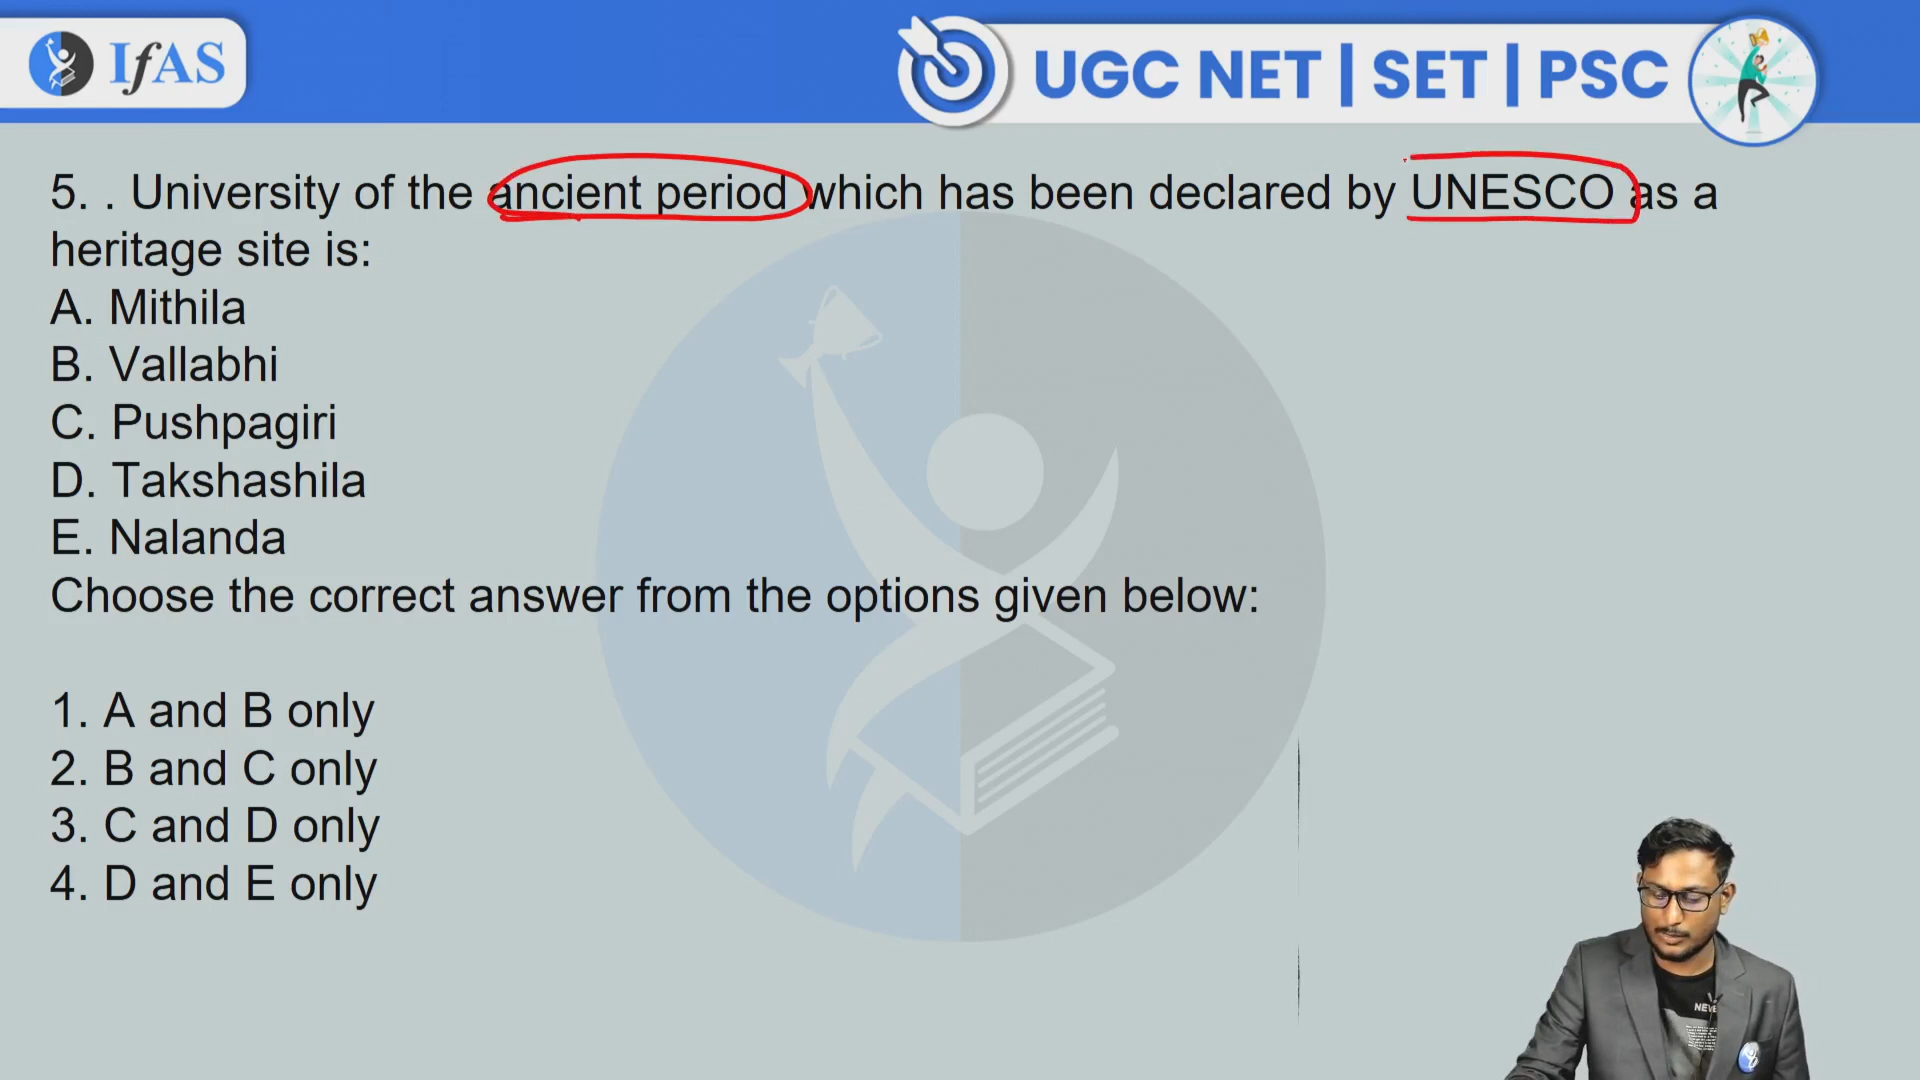 IfAS
UGC NET | SET | PSC
5. . University of the ancient period which has been declared by UNESCO as a
heritage site is:
A. Mithila
B. Vallabhi
C. Pushpagiri
D. Takshashila
E. Nalanda
Choose the correct answer from the options given below:
1. A and B only
2. B and C only
3. C and D only
4. D and E only